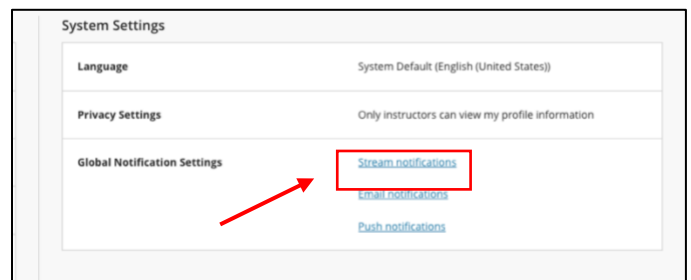 System Settings
Language System Default (English (United States))
Privacy Settings Only instructors can view my profile information
Global Notification Settings Stream notifications
Email notifications
Push notifications